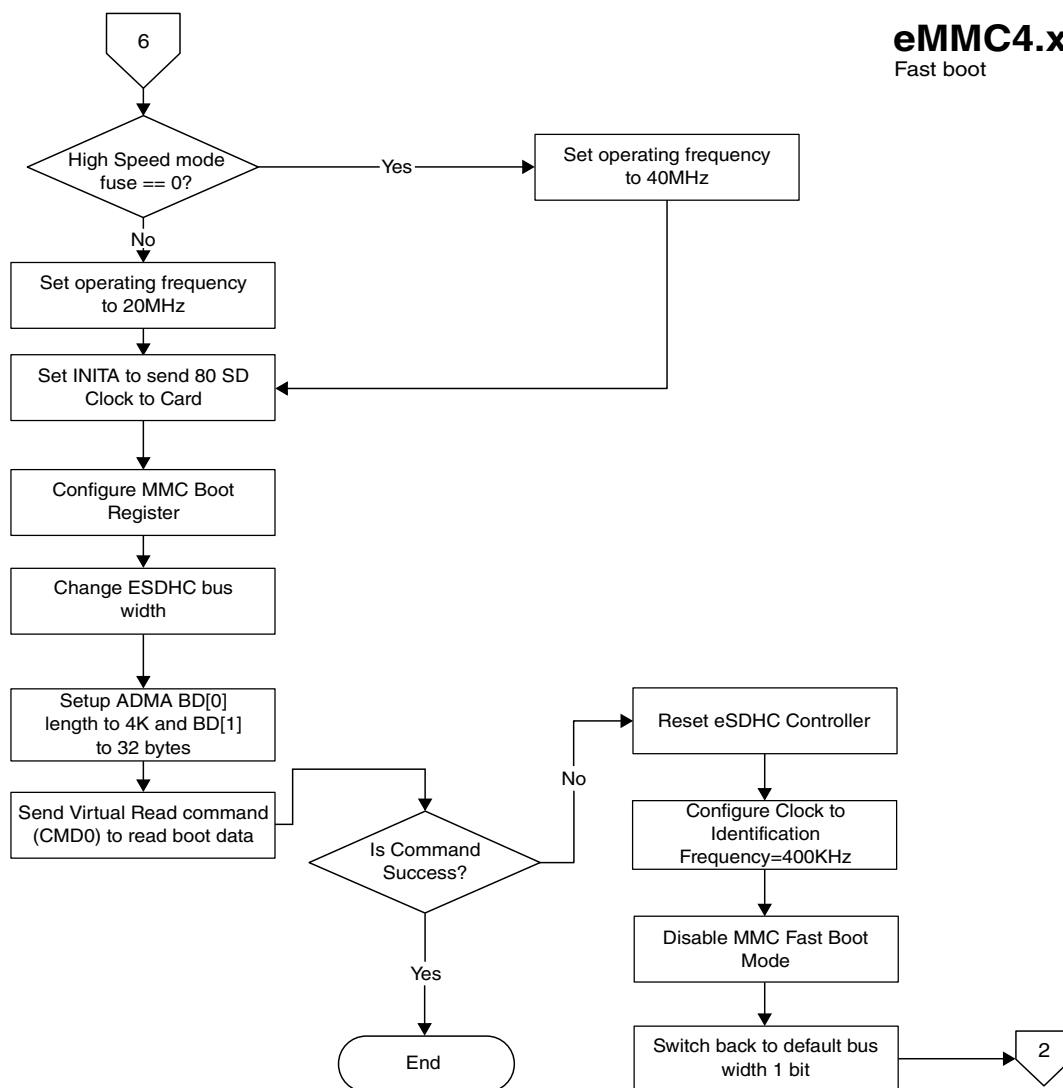 eMMC4.x
Fast boot
6
High Speed mode
fuse == 0?
Yes
Set operating frequency
to 40MHz
No
Set operating frequency
to 20MHz
Set INITA to send 80 SD
Clock to Card
Configure MMC Boot
Register
Change ESDHC bus
width
Setup ADMA BD[0]
length to 4K and BD[1]
to 32 bytes
Send Virtual Read command
(CMD0) to read boot data
Is Command
Success?
No
Yes
End
Reset eSDHC Controller
Configure Clock to
Identification
Frequency=400KHz
Disable MMC Fast Boot
Mode
Switch back to default bus
width 1 bit
2